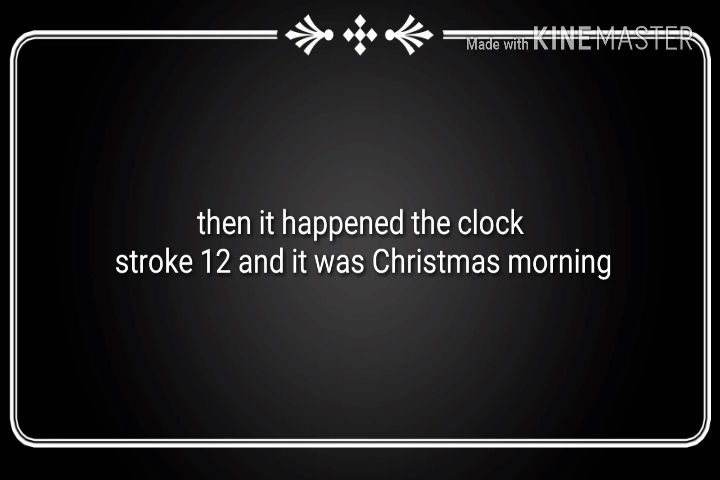 Made with KINEMASTER
then it happened the clock
stroke 12 and it was Christmas morning